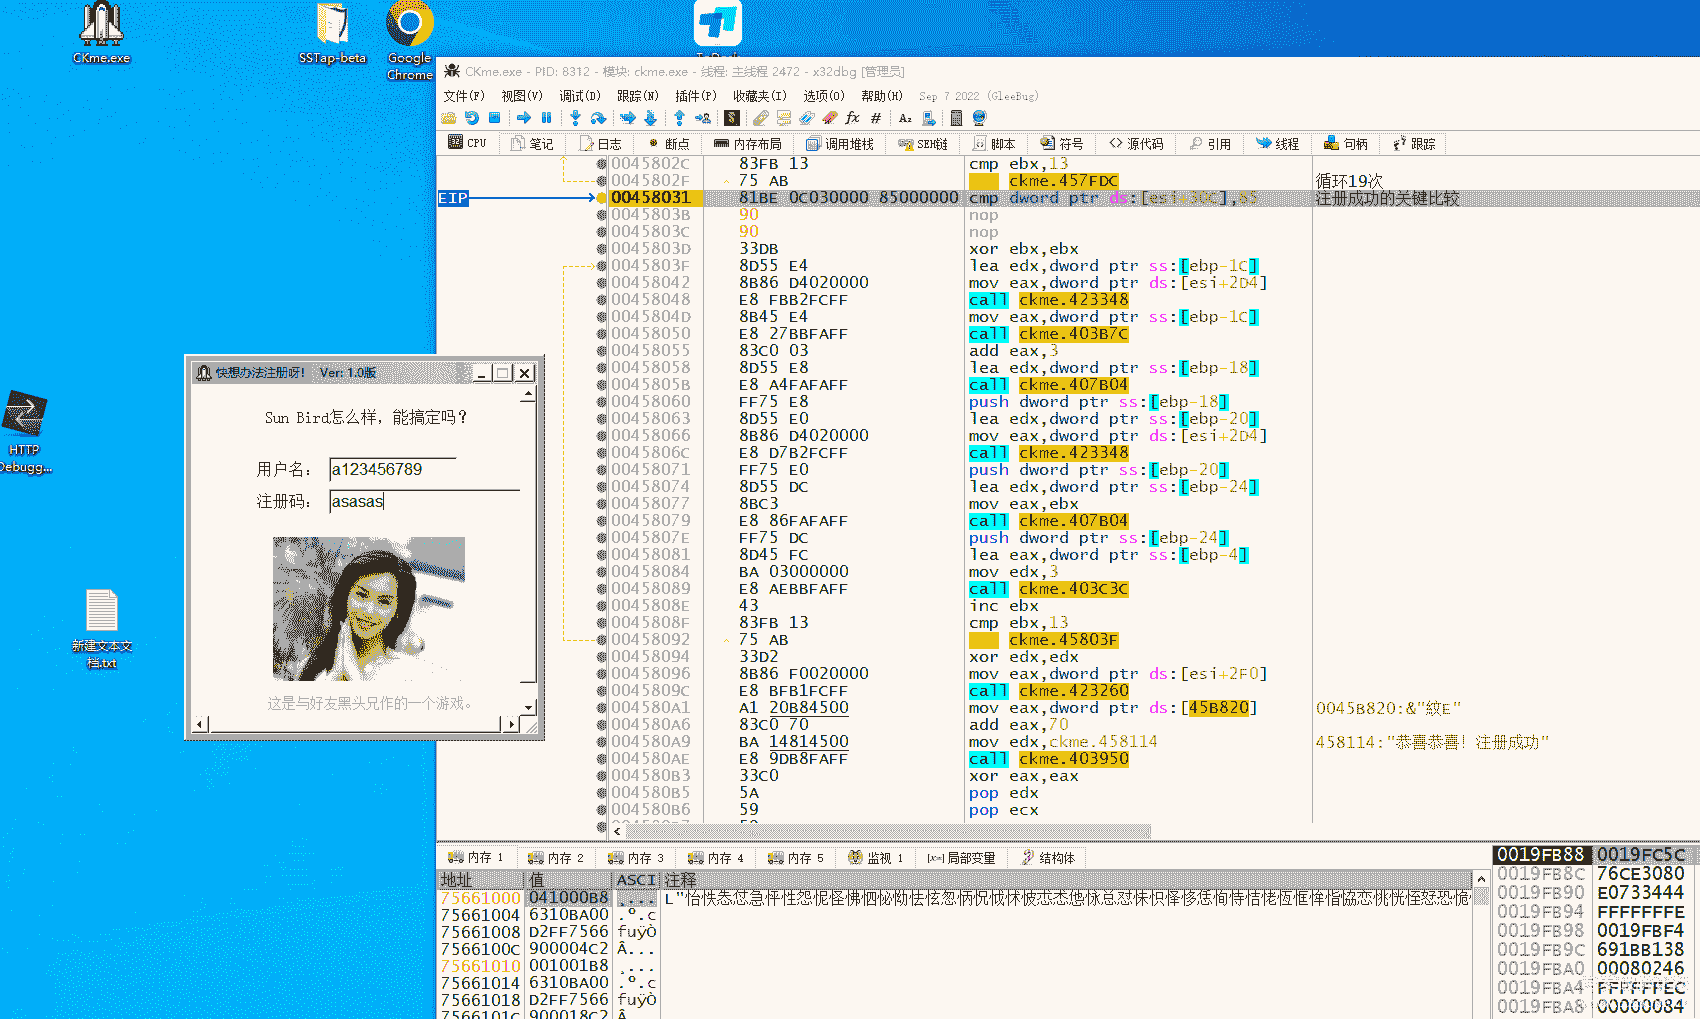 CKme.exe
SSTap-beta
Google
Chrome
CKme.exe - PID: 8312 - 模块: ckme.exe - 线程: 主线程 2472 - x32dbg [管理员]
文件(F) 视图(V) 调试(D) 跟踪(N) 插件(P) 收藏夹(I) 选项(O) 帮助(H) Sep 7 2022 (GleeBug)
CPU 笔记 日志 断点 内存布局 调用堆栈 SEH链 脚本 符号 源代码 引用 线程 句柄 跟踪
0045802C 83FB 13 cmp ebx,13
0045802F 75 AB ckme.457FDC 循环19次
EIP 00458031 81BE 0C030000 85000000 cmp dword ptr ds:[esi+30C],85 注册成功的关键比较
0045803B 90 nop
0045803C 90 nop
0045803D 33DB xor ebx,ebx
0045803F 8D55 E4 lea edx,dword ptr ss:[ebp-1C]
00458042 8B86 D4020000 mov eax,dword ptr ds:[esi+2D4]
00458048 E8 FBB2FCFF call ckme.423348
0045804D 8B45 E4 mov eax,dword ptr ss:[ebp-1C]
00458050 E8 27BBFAFF call ckme.403B7C
00458055 83C0 03 add eax,3
00458058 8D55 E8 lea edx,dword ptr ss:[ebp-18]
0045805B E8 A4FAFAFF call ckme.407B04
00458060 FF75 E8 push dword ptr ss:[ebp-18]
00458063 8D55 E0 lea edx,dword ptr ss:[ebp-20]
00458066 8B86 D4020000 mov eax,dword ptr ds:[esi+2D4]
0045806C E8 D7B2FCFF call ckme.423348
00458071 FF75 E0 push dword ptr ss:[ebp-20]
00458074 8D55 DC lea edx,dword ptr ss:[ebp-24]
00458077 8BC3 mov eax,ebx
00458079 E8 86FAFAFF call ckme.407B04
0045807E FF75 DC push dword ptr ss:[ebp-24]
00458081 8D45 FC lea eax,dword ptr ss:[ebp-4]
00458084 BA 03000000 mov edx,3
00458089 E8 AEBBFAFF call ckme.403C3C
0045808E 43 inc ebx
0045808F 83FB 13 cmp ebx,13
00458092 75 AB ckme.45803F
00458094 33D2 xor edx,edx
00458096 8B86 F0020000 mov eax,dword ptr ds:[esi+2F0]
0045809C E8 BFB1FCFF call ckme.423260
004580A1 A1 20B84500 mov eax,dword ptr ds:[45B820] 0045B820:&"紋E"
004580A6 83C0 70 add eax,70
004580A9 BA 14814500 mov edx,ckme.458114 458114:"恭喜恭喜！注册成功"
004580AE E8 9DB8FAFF call ckme.403950
004580B3 33C0 xor eax,eax
004580B5 5A pop edx
004580B6 59 pop ecx
快想办法注册呀！ Ver: 1.0版
Sun Bird怎么样，能搞定吗？
用户名： a123456789
注册码： asasas
这是与好友黑头兄作的一个游戏。
HTTP
Debugg...
新建文本文
档.txt
内存 1 内存 2 内存 3 内存 4 内存 5 监视 1 局部变量 结构体
地址 值 ASCI 注释
75661000 041000B8 ....
75661004 6310BA00 .º.c
75661008 D2FF7566 fuÿÒ
7566100C 900004C2 Â...
75661010 001001B8 ¸...
75661014 6310BA00 .º.c
75661018 D2FF7566 fuÿÒ
7566101C 900018C2 Â...
0019FB88 0019FC5C
0019FB8C 76CE3080
0019FB90 E0733444
0019FB94 FFFFFFFE
0019FB98 0019FBF4
0019FB9C 691BB138
0019FBA0 00080246
0019FBA4 FFFFFFEC
0019FBA8 00000084